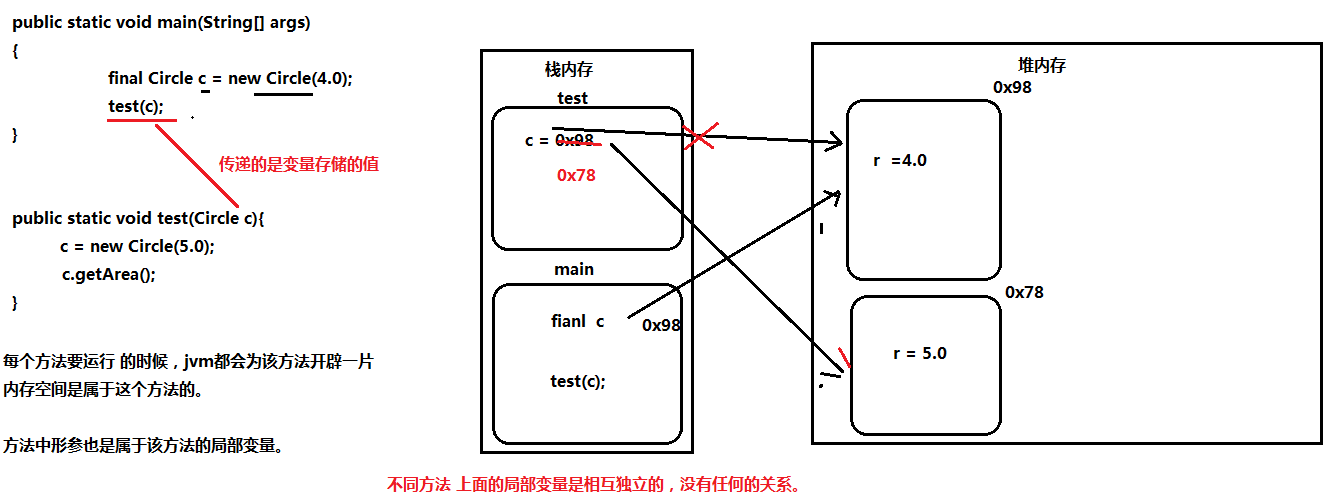 public static void main(String[] args)
{
final Circle c = new Circle(4.0);
test(c);
}
传递的是变量存储的值
public static void test(Circle c){
c = new Circle(5.0);
c.getArea();
}
每个方法要运行 的时候，jvm都会为该方法开辟一片
内存空间是属于这个方法的。
方法中形参也是属于该方法的局部变量。
栈内存
test
c = 0x98
0x78
main
fianl c
0x98
test(c);
堆内存
0x98
r =4.0
0x78
r = 5.0
不同方法 上面的局部变量是相互独立的，没有任何的关系。